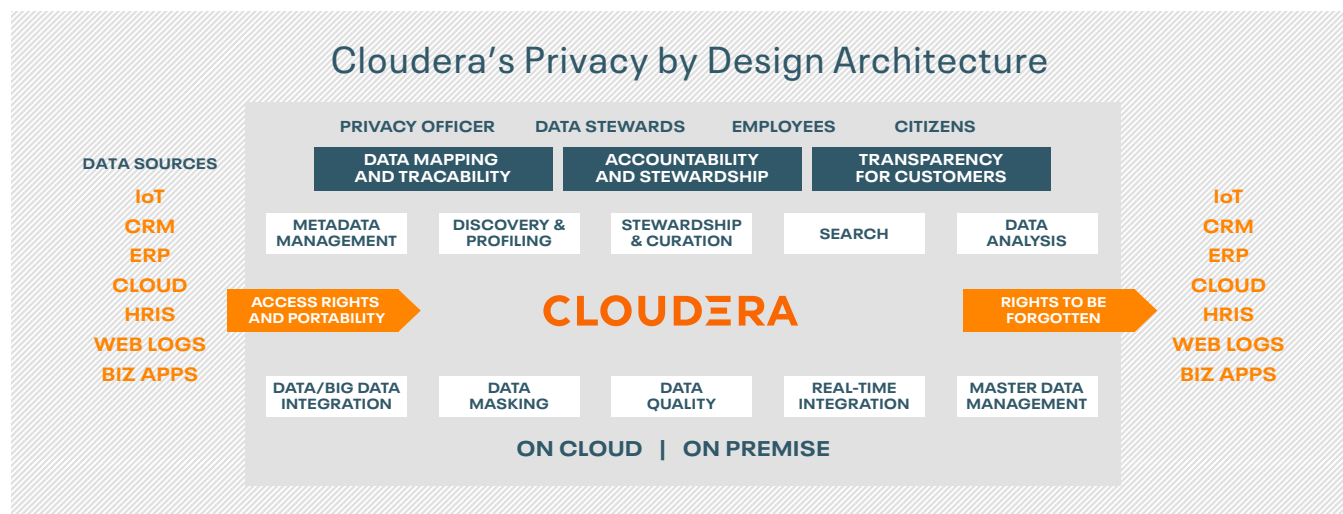 Cloudera's Privacy by Design Architecture
PRIVACY OFFICER
DATA STEWARDS
EMPLOYEES
CITIZENS
DATA MAPPING
AND TRACABILITY
ACCOUNTABILITY
AND STEWARDSHIP
TRANSPARENCY
FOR CUSTOMERS
DATA SOURCES
IoT
CRM
ERP
CLOUD
HRIS
WEB LOGS
BIZ APPS
METADATA
MANAGEMENT
DISCOVERY &
PROFILING
STEWARDSHIP
& CURATION
SEARCH
DATA
ANALYSIS
ACCESS RIGHTS
AND PORTABILITY
CLOUDERA
RIGHTS TO BE
FORGOTTEN
DATA/BIG DATA
INTEGRATION
DATA
MASKING
DATA
QUALITY
REAL-TIME
INTEGRATION
MASTER DATA
MANAGEMENT
ON CLOUD | ON PREMISE
IoT
CRM
ERP
CLOUD
HRIS
WEB LOGS
BIZ APPS